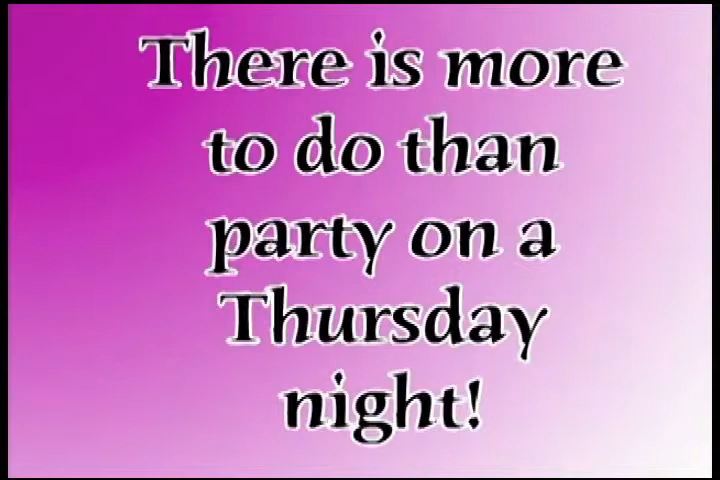 There is more
to do than
party on a
Thursday
night!